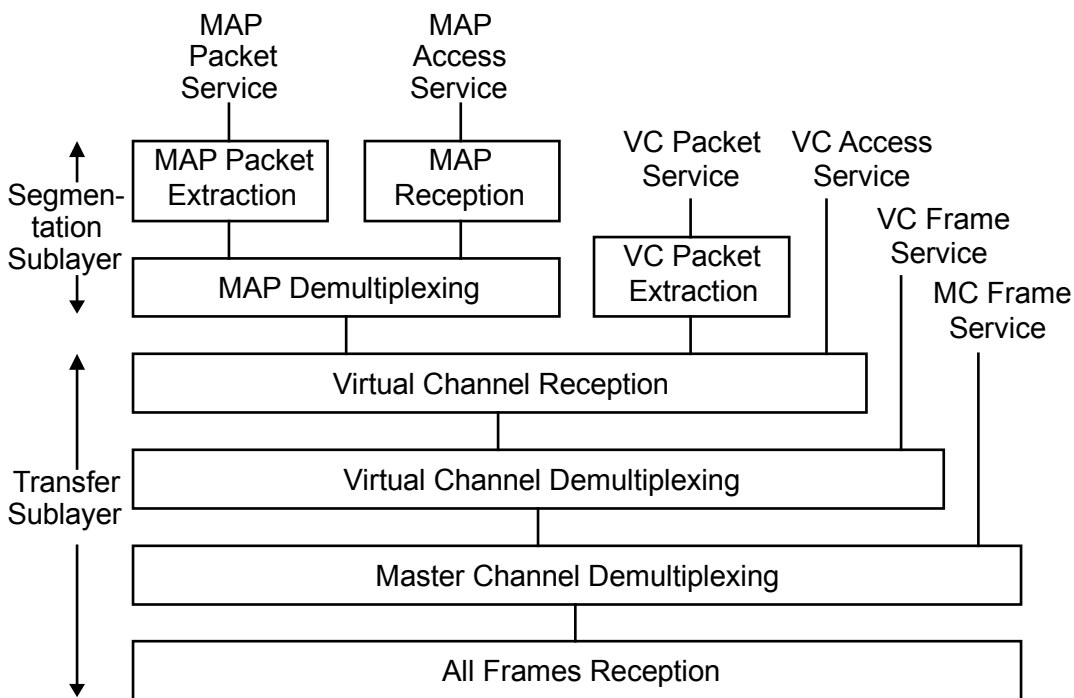 MAP
Packet
Service
MAP
Access
Service
VC Packet
Service
VC Access
Service
VC Frame
Service
MC Frame
Service
Segmen-
tation
Sublayer
MAP Packet
Extraction
MAP
Reception
MAP Demultiplexing
VC Packet
Extraction
Transfer
Sublayer
Virtual Channel Reception
Virtual Channel Demultiplexing
Master Channel Demultiplexing
All Frames Reception